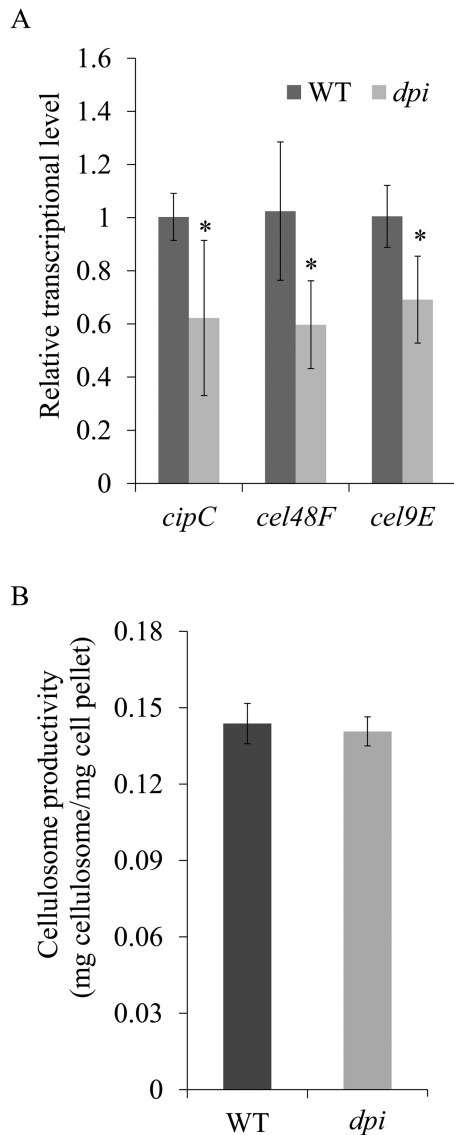 A
Relative transcriptional level
1.6
1.4
1.2
1
0.8
0.6
0.4
0.2
0
WT dpi
* * *
cipC cel48F cel9E
B
Cellulosome productivity
(mg cellulosome/mg cell pellet)
0.18
0.15
0.12
0.09
0.06
0.03
0
WT dpi